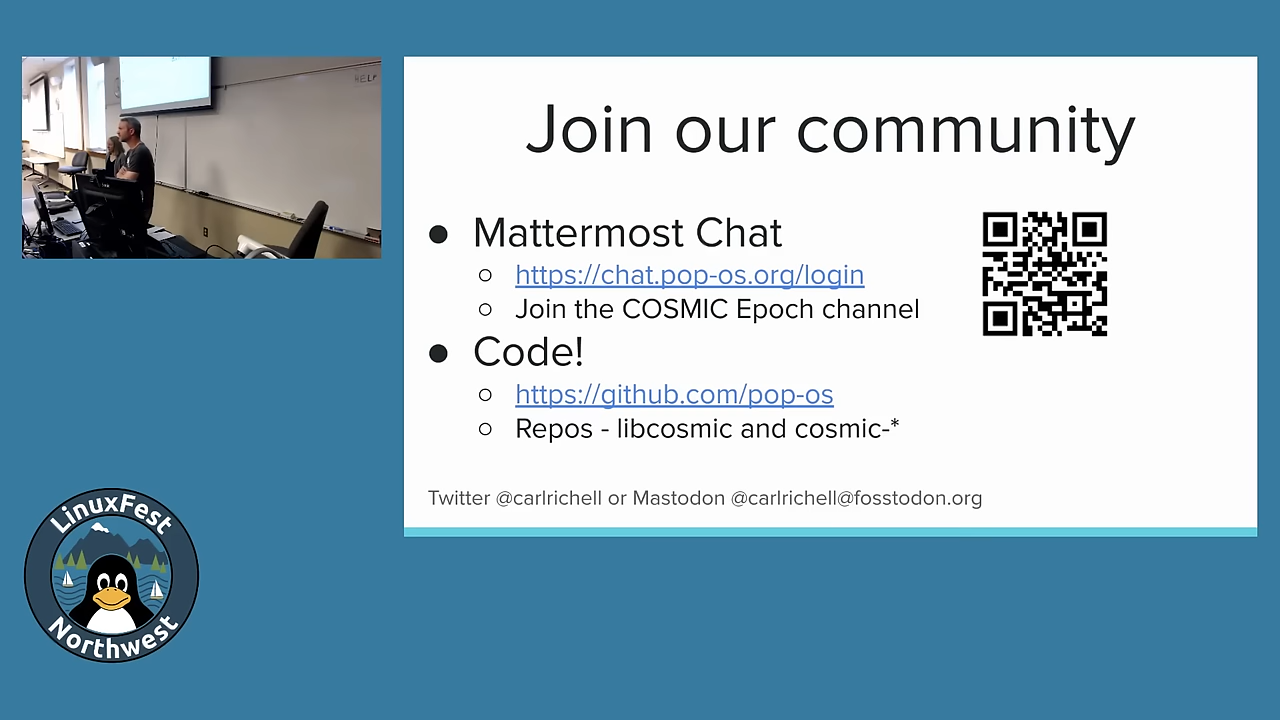 HELP
Join our community
Mattermost Chat
https://chat.pop-os.org/login
Join the COSMIC Epoch channel
Code!
https://github.com/pop-os
Repos - libcosmic and cosmic-*
Twitter @carlrichell or Mastodon @carlrichell@fosstodon.org
LinuxFest
Northwest